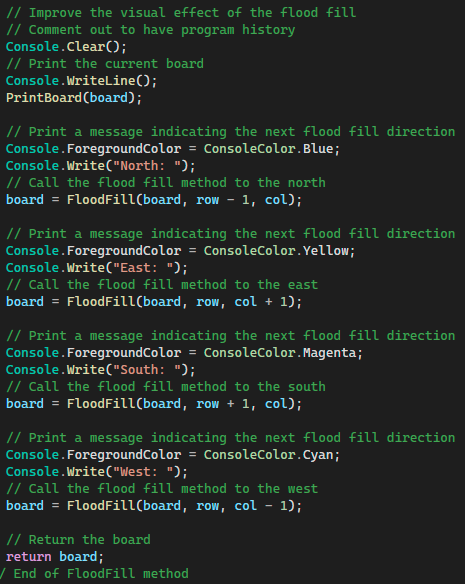 // Improve the visual effect of the flood fill
// Comment out to have program history
Console.Clear();
// Print the current board
Console.WriteLine();
PrintBoard(board);
// Print a message indicating the next flood fill direction
Console.ForegroundColor = ConsoleColor.Blue;
Console.Write("North: ");
// Call the flood fill method to the north
board = FloodFill(board, row - 1, col);
// Print a message indicating the next flood fill direction
Console.ForegroundColor = ConsoleColor.Yellow;
Console.Write("East: ");
// Call the flood fill method to the east
board = FloodFill(board, row, col + 1);
// Print a message indicating the next flood fill direction
Console.ForegroundColor = ConsoleColor.Magenta;
Console.Write("South: ");
// Call the flood fill method to the south
board = FloodFill(board, row + 1, col);
// Print a message indicating the next flood fill direction
Console.ForegroundColor = ConsoleColor.Cyan;
Console.Write("West: ");
// Call the flood fill method to the west
board = FloodFill(board, row, col - 1);
// Return the board
return board;
/ End of FloodFill method